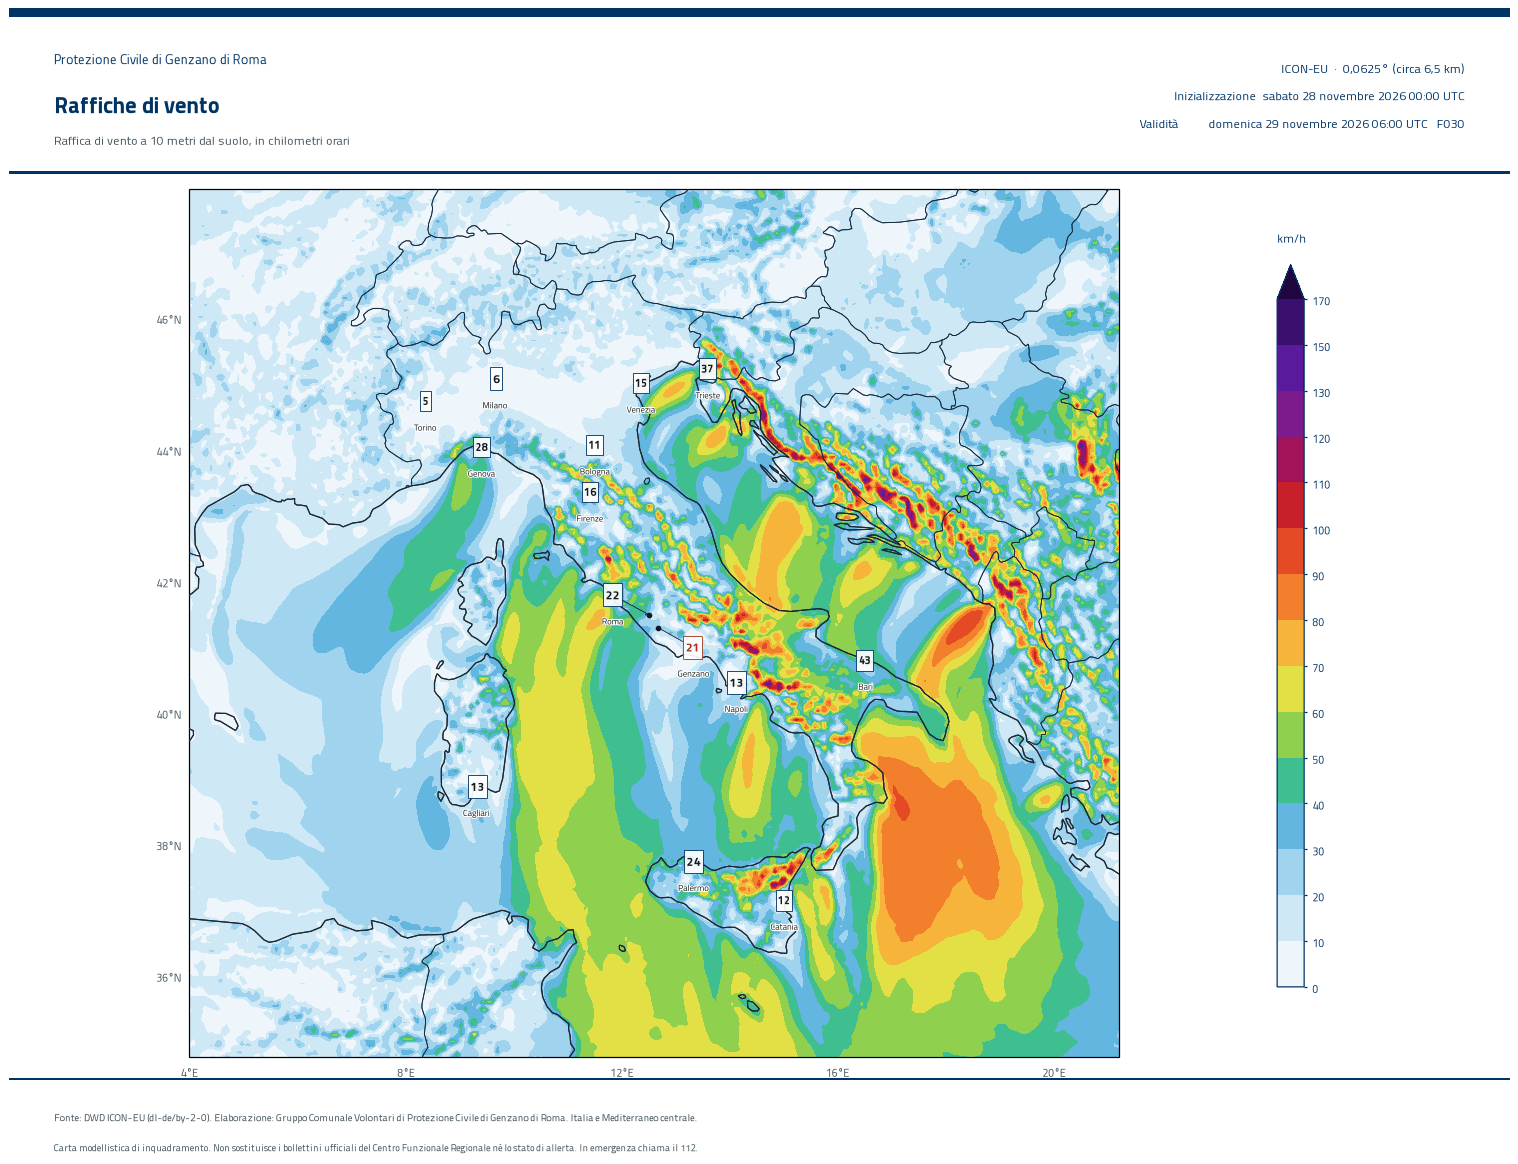 Protezione Civile di Genzano di Roma
Raffiche di vento
Raffica di vento a 10 metri dal suolo, in chilometri orari
ICON-EU · 0,0625° (circa 6,5 km)
Inizializzazione sabato 28 novembre 2026 00:00 UTC
Validità domenica 29 novembre 2026 06:00 UTC F030
km/h
170
150
130
120
110
100
90
80
70
60
50
40
30
20
10
0
46°N
44°N
42°N
40°N
38°N
36°N
4°E
8°E
12°E
16°E
20°E
37
Trieste
15
Venezia
6
Milano
5
Torino
28
Genova
11
Bologna
16
Firenze
22
Roma
21
Genzano
13
Napoli
43
Bari
13
Cagliari
24
Palermo
12
Catania
Fonte: DWD ICON-EU (dl-de/by-2-0). Elaborazione: Gruppo Comunale Volontari di Protezione Civile di Genzano di Roma. Italia e Mediterraneo centrale.
Carta modellistica di inquadramento. Non sostituisce i bollettini ufficiali del Centro Funzionale Regionale né lo stato di allerta. In emergenza chiama il 112.